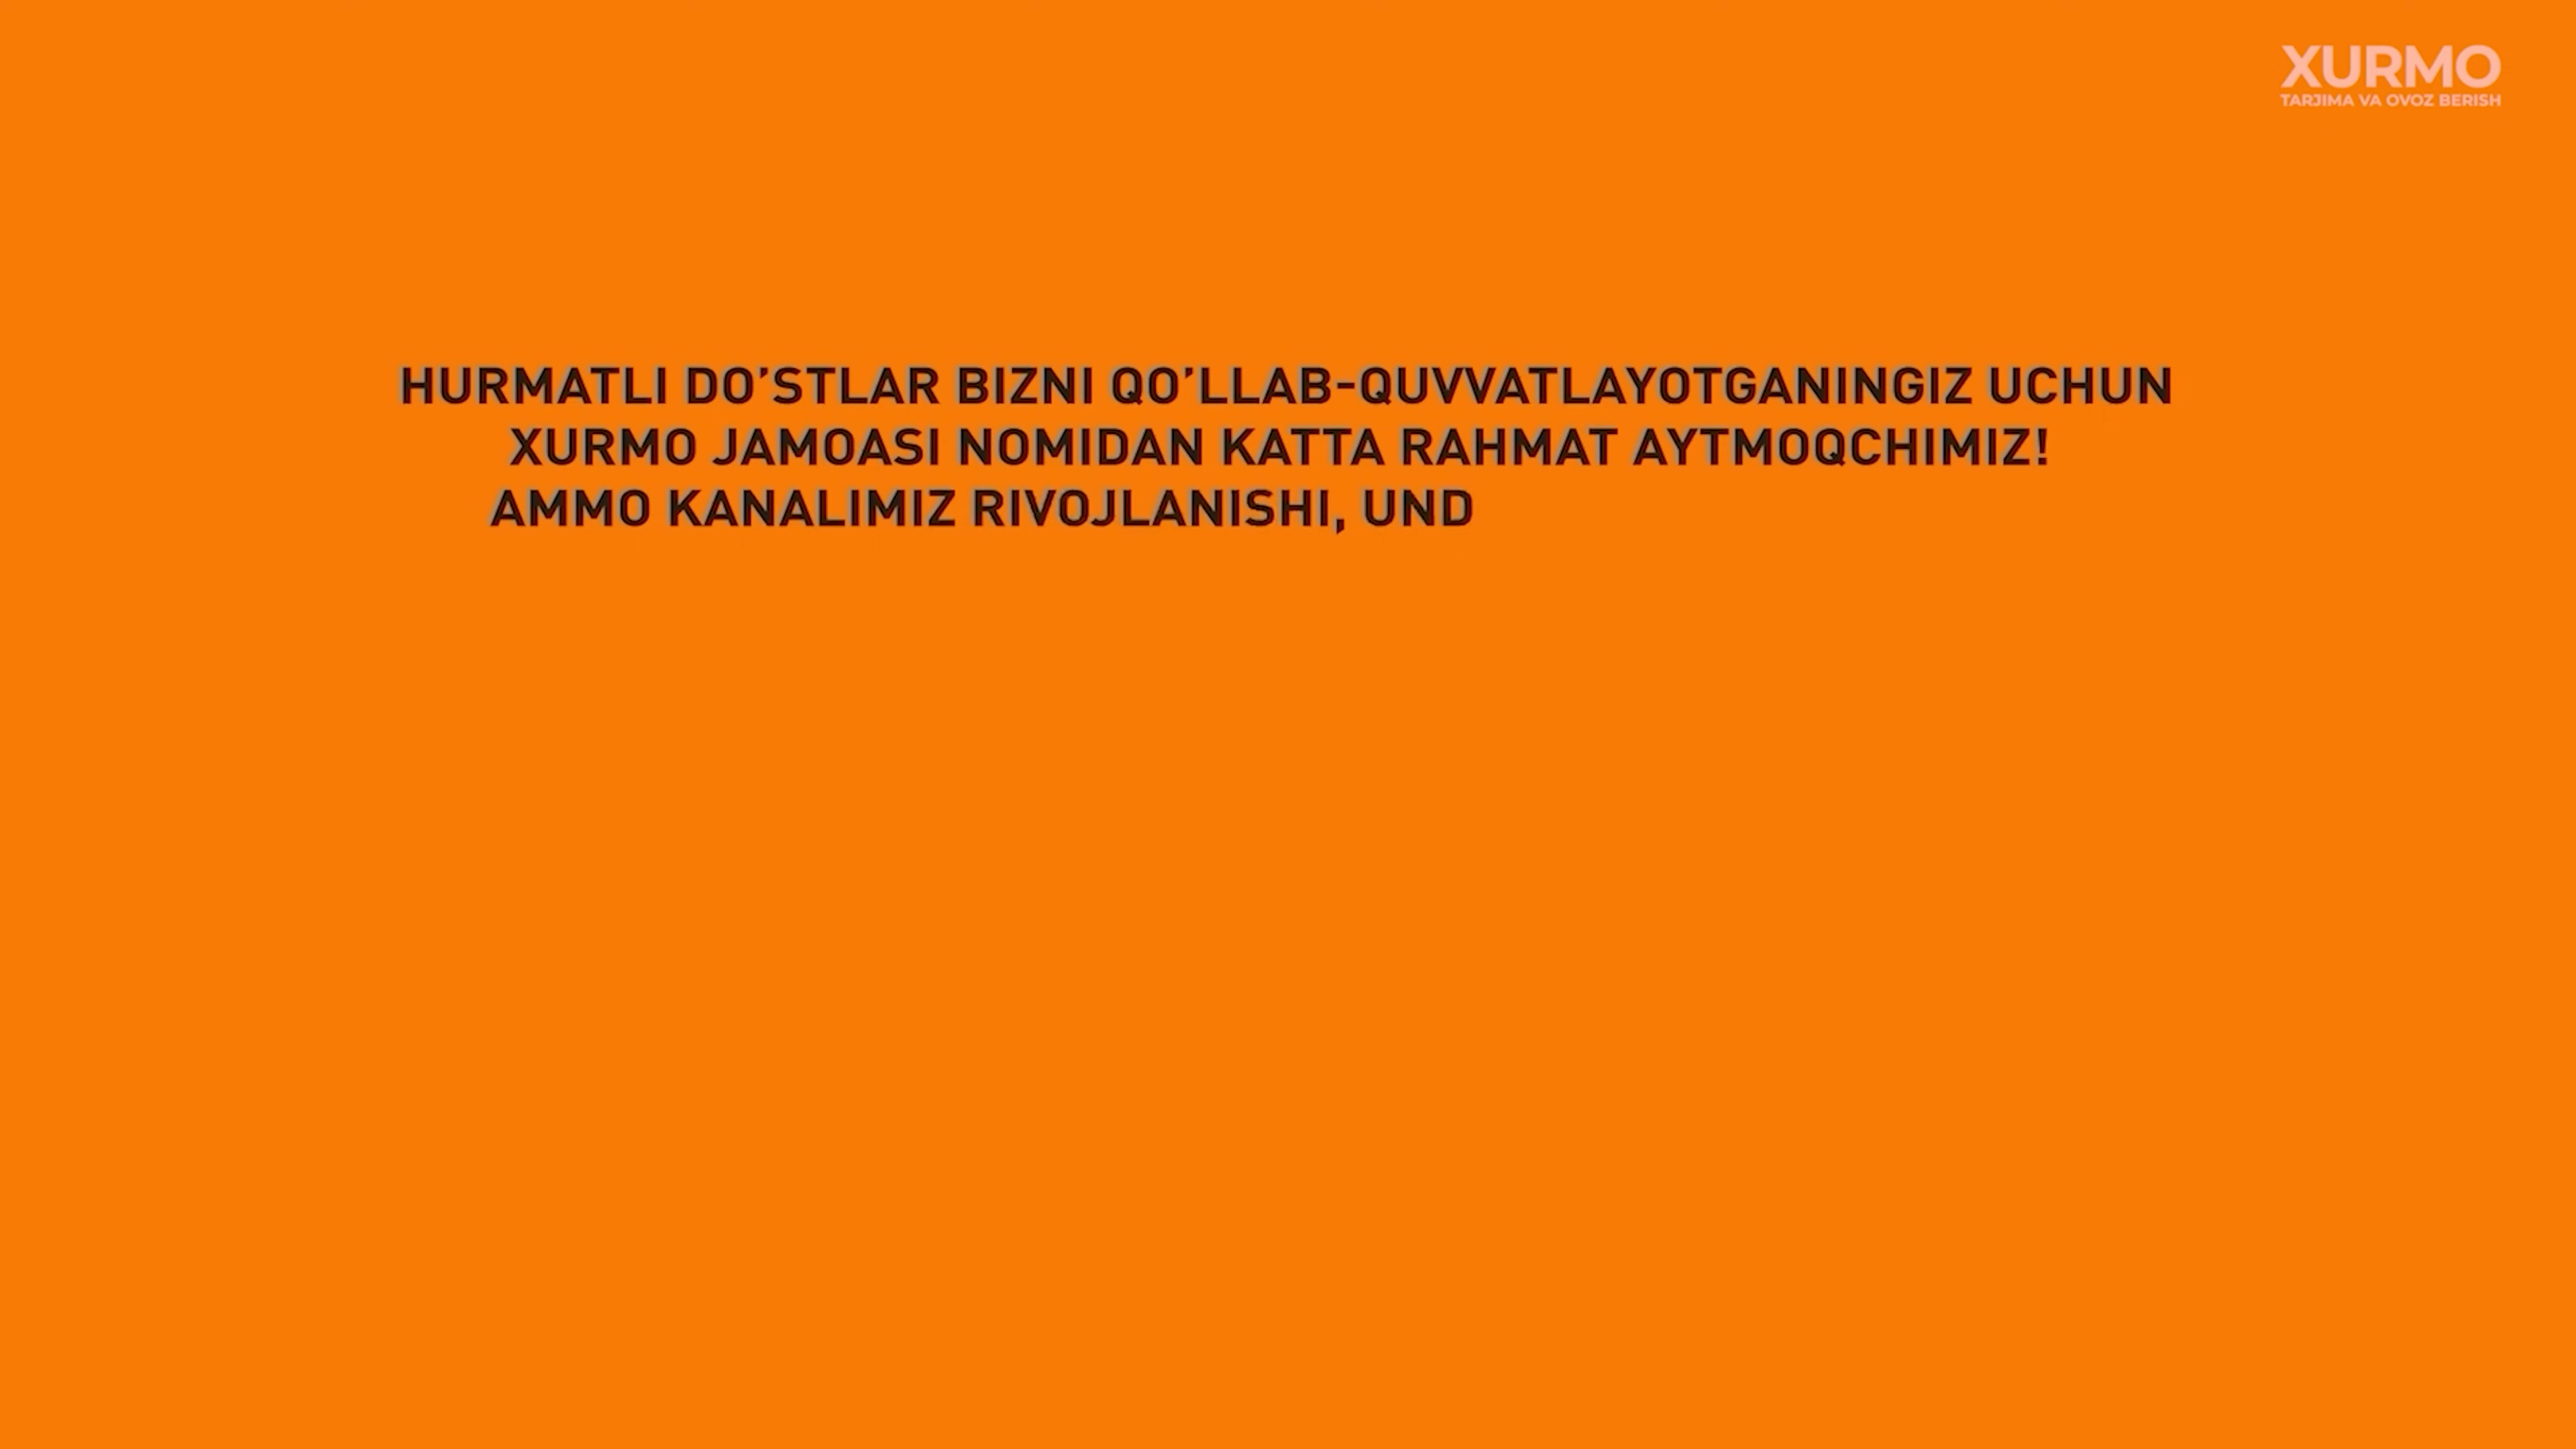 XURMO
TARJIMA VA OVOZ BERISH
HURMATLI DO’STLAR BIZNI QO’LLAB-QUVVATLAYOTGANINGIZ UCHUN
XURMO JAMOASI NOMIDAN KATTA RAHMAT AYTMOQCHIMIZ!
AMMO KANALIMIZ RIVOJLANISHI, UND